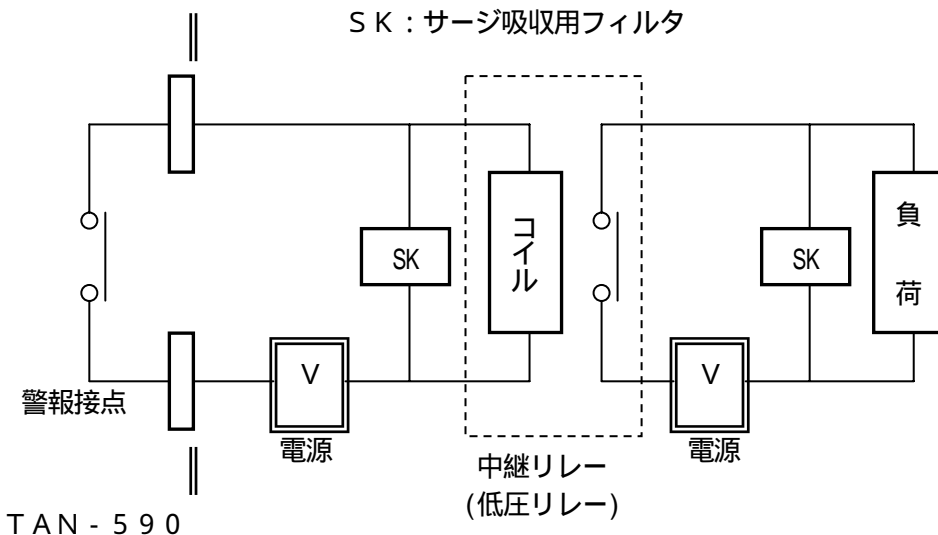 ＳＫ：サージ吸収用フィルタ
コイル
負荷
SK
SK
V
V
警報接点
電源
電源
中継リレー
(低圧リレー)
ＴＡＮ‐５９０